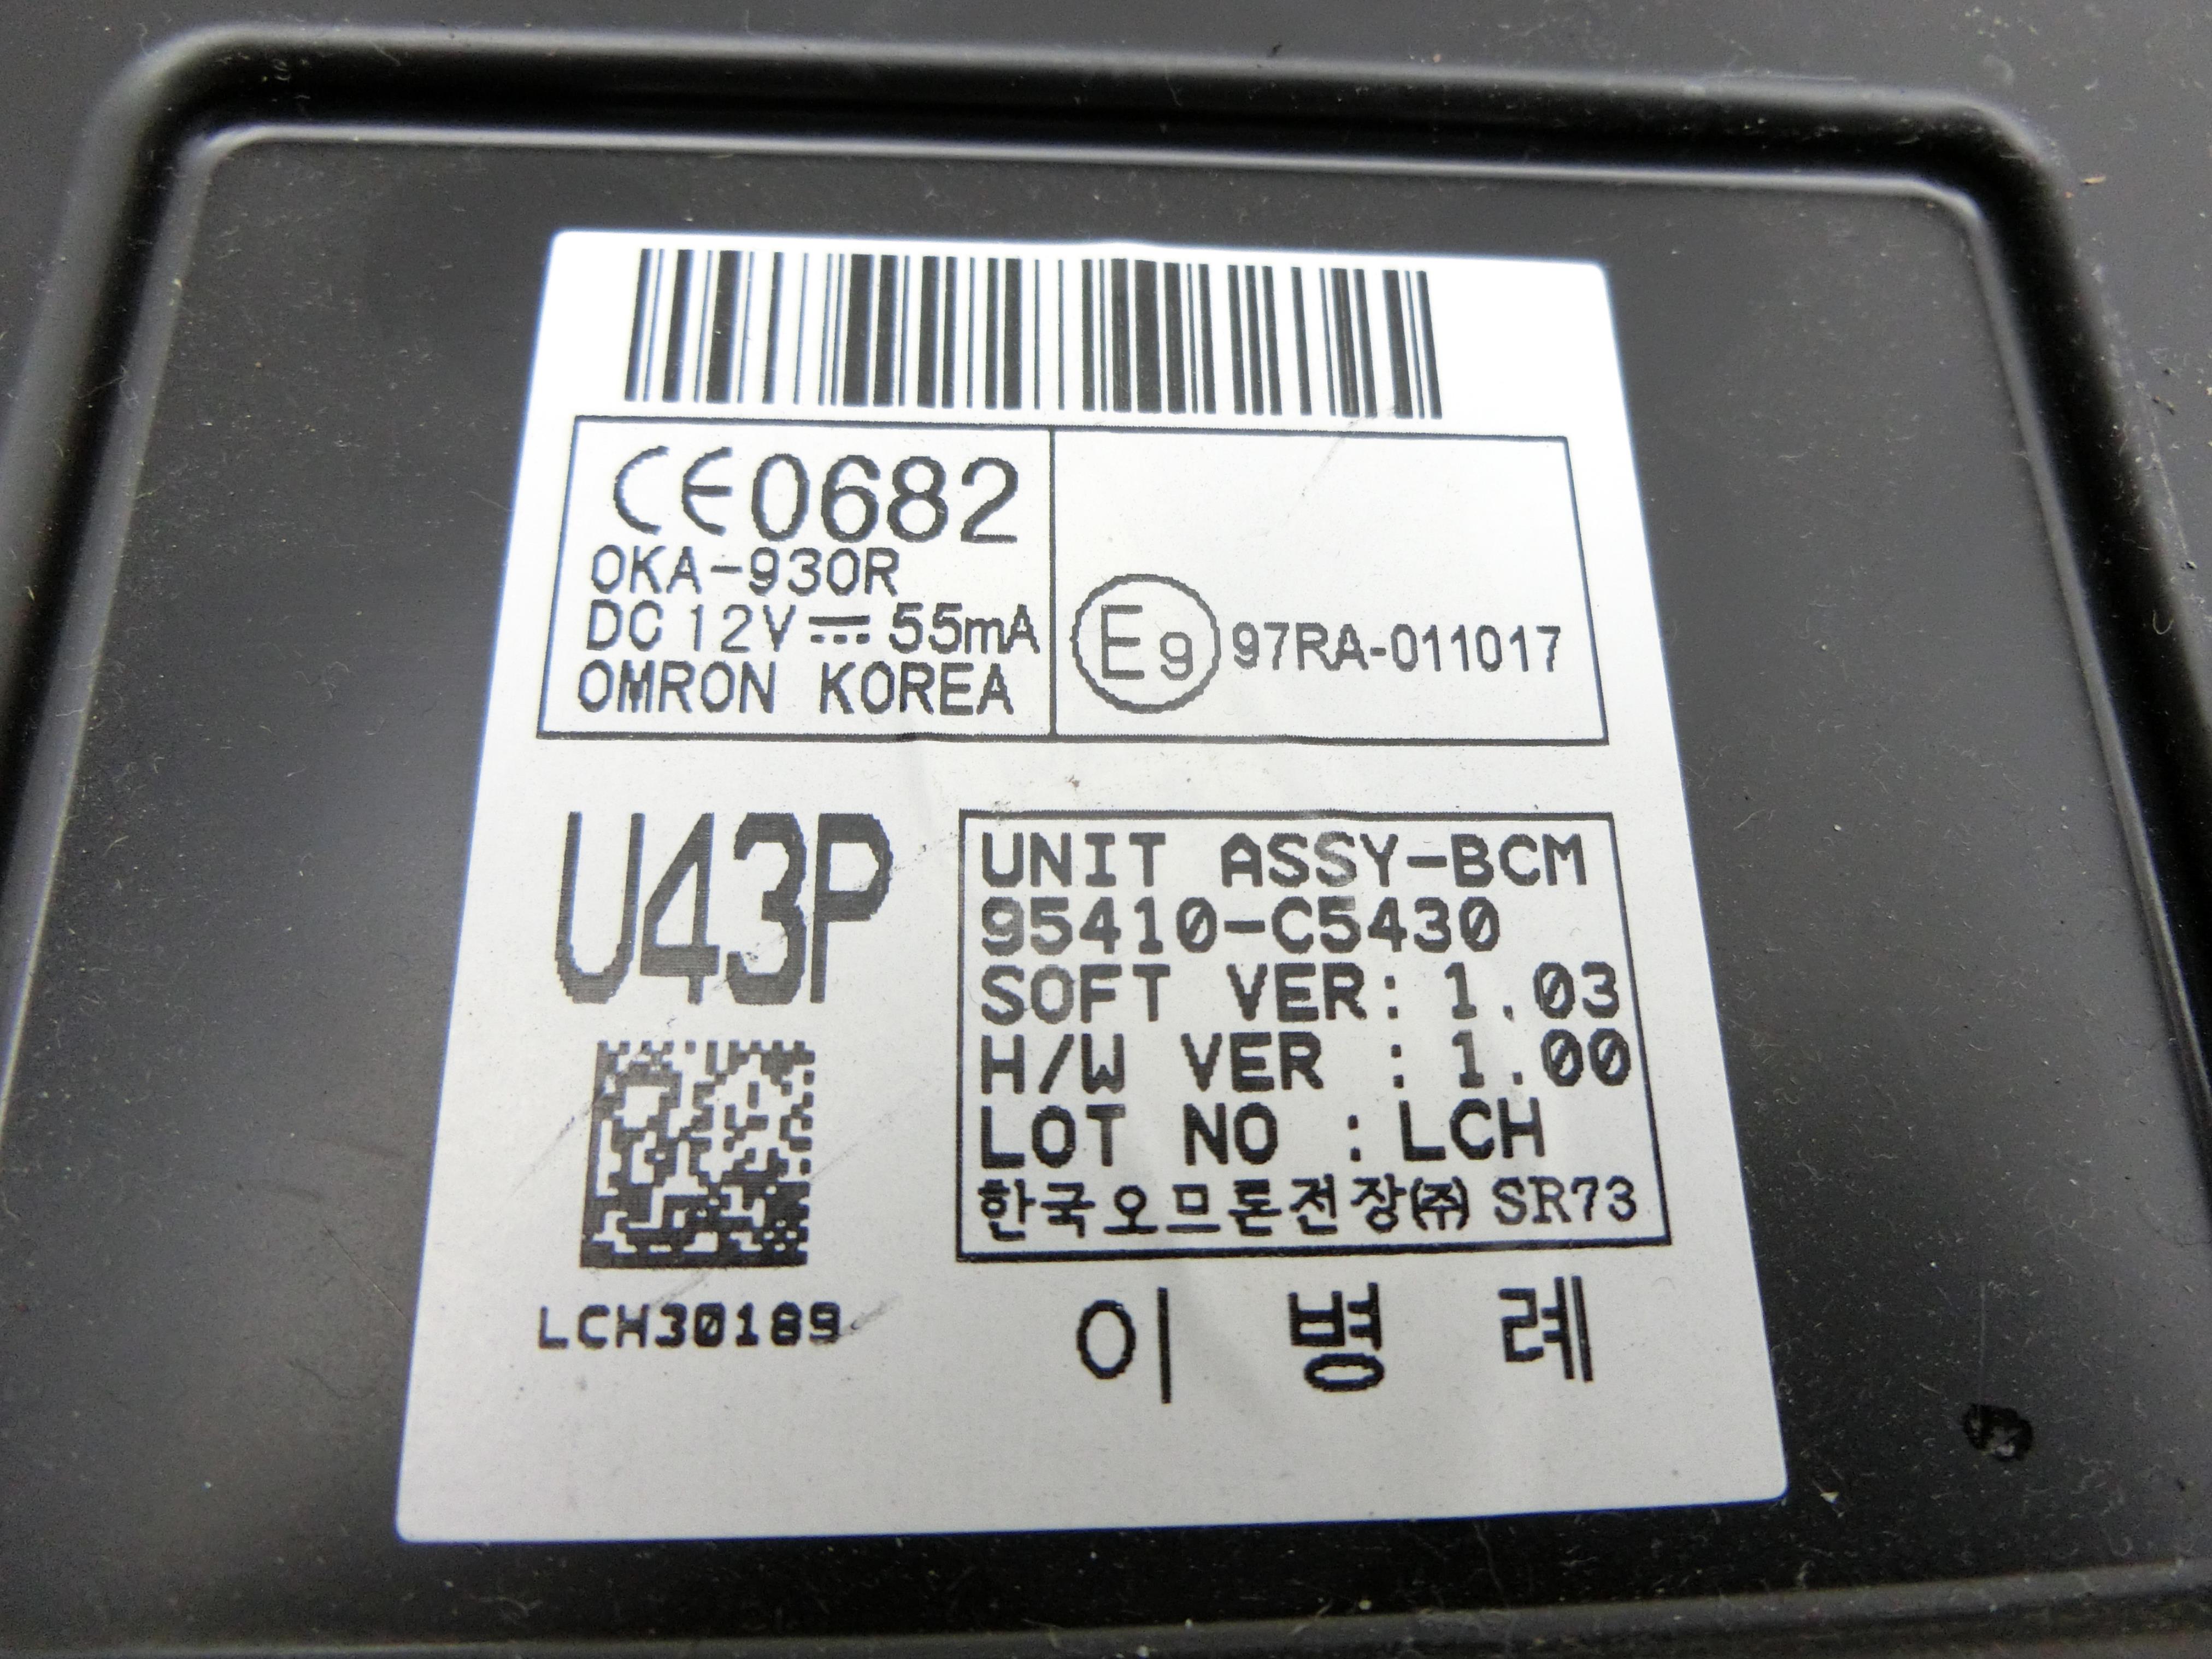 CE0682
OKA-930R
DC 12V ⎓ 55mA
OMRON KOREA
E9 97RA-011017
U43P
UNIT ASSY-BCM
95410-C5430
SOFT VER: 1.03
H/W VER : 1.00
LOT NO : LCH
한국오므론전장㈜ SR73
LCH30189
이 병 례